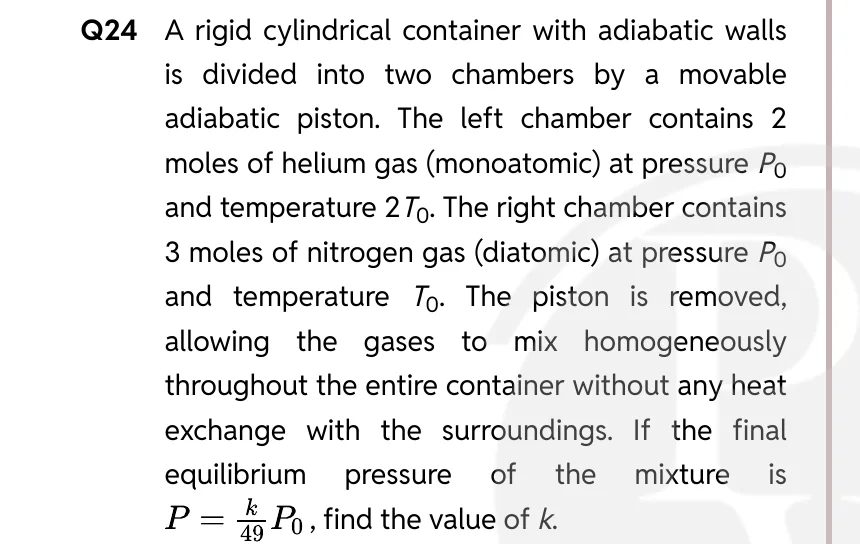 Q24 A rigid cylindrical container with adiabatic walls
is divided into two chambers by a movable
adiabatic piston. The left chamber contains 2
moles of helium gas (monoatomic) at pressure P₀
and temperature 2T₀. The right chamber contains
3 moles of nitrogen gas (diatomic) at pressure P₀
and temperature T₀. The piston is removed,
allowing the gases to mix homogeneously
throughout the entire container without any heat
exchange with the surroundings. If the final
equilibrium pressure of the mixture is
P = k/49 P₀, find the value of k.